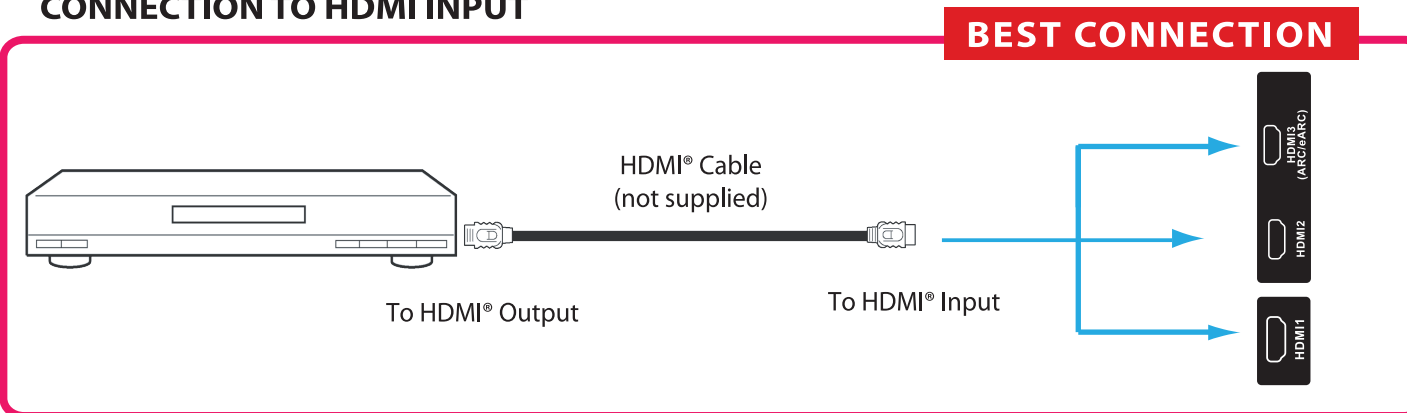 CONNECTION TO HDMI INPUT
BEST CONNECTION
HDMI® Cable
(not supplied)
To HDMI® Output
To HDMI® Input
HDMI3
(ARC/eARC)
HDMI2
HDMI1